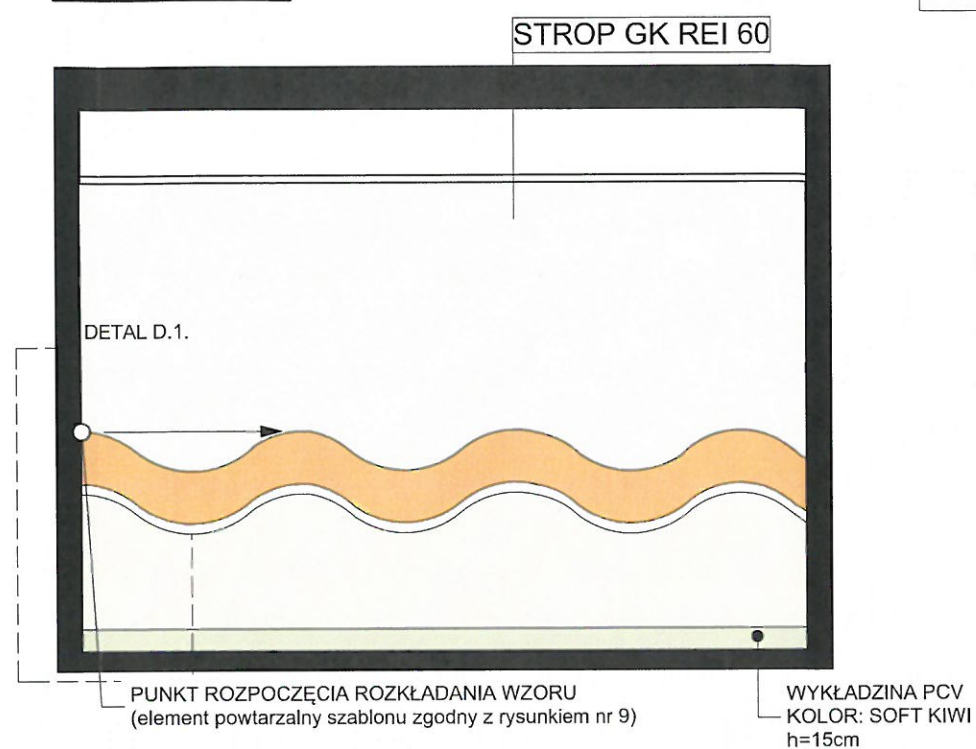 STROP GK REI 60
DETAL D.1.
PUNKT ROZPOCZĘCIA ROZKŁADANIA WZORU
(element powtarzalny szablonu zgodny z rysunkiem nr 9)
WYKŁADZINA PCV
KOLOR: SOFT KIWI
h=15cm